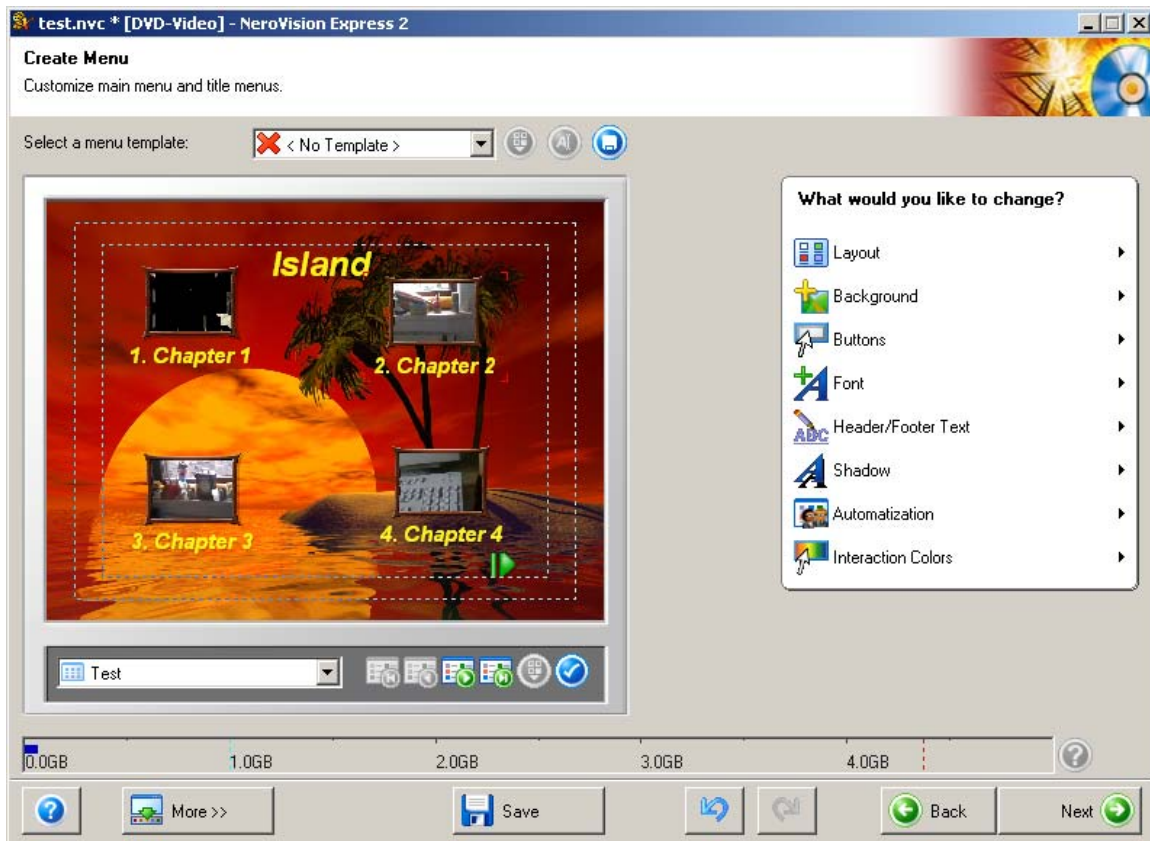 test.nvc * [DVD-Video] - NeroVision Express 2
Create Menu
Customize main menu and title menus.
Select a menu template:
< No Template >
What would you like to change?
Layout
Background
Buttons
Font
ABC
Header/Footer Text
Shadow
Automatization
Interaction Colors
Island
1. Chapter 1
2. Chapter 2
3. Chapter 3
4. Chapter 4
Test
0.0GB
1.0GB
2.0GB
3.0GB
4.0GB
More >>
Save
Back
Next